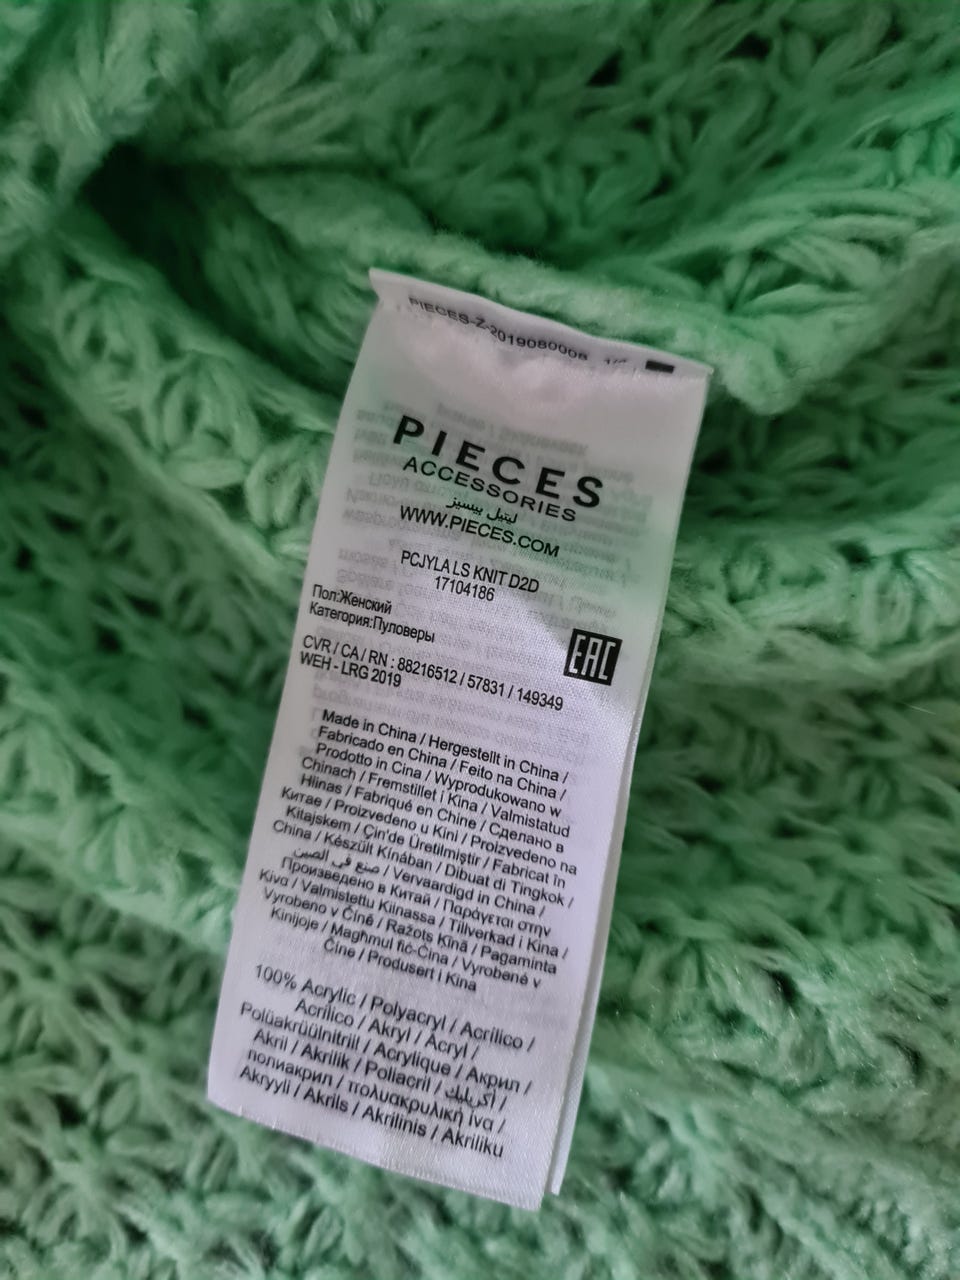 PIECES-Z-2019080008
PIECES
ACCESSORIES
ليتيل بيسيز
WWW.PIECES.COM
PCJYLA LS KNIT D2D
17104186
Пол:Женский
Категория:Пуловеры
EAC
CVR / CA / RN : 88216512 / 57831 / 149349
WEH - LRG 2019
Made in China / Hergestellt in China /
Fabricado en China / Feito na China /
Prodotto in Cina / Wyprodukowano w
Chinach / Fremstillet i Kina / Valmistatud
Hiinas / Fabriqué en Chine / Сделано в
Китае / Proizvedeno u Kini / Proizvedeno na
Kitajskem / Çin'de Üretilmiştir / Fabricat în
China / Készült Kínában / Dibuat di Tingkok /
صنع في الصين / Vervaardigd in China /
Произведено в Китай / Παράγεται στην
Κίνα / Valmistettu Kiinassa / Tillverkad i Kina /
Vyrobeno v Číně / Ražots Ķīnā / Pagaminta
Kinijoje / Magħmul fiċ-Ċina / Vyrobené v
Číne / Produsert i Kina
100% Acrylic / Polyacryl / Acrílico /
Acrílico / Akryl / Acryl /
Polüakrüülnitriil / Acrylique / Акрил /
Akril / Akrilik / Poliacril / أكريليك /
полиакрил / πολυακρυλική ίνα /
Akryyli / Akrils / Akrilinis / Akriliku